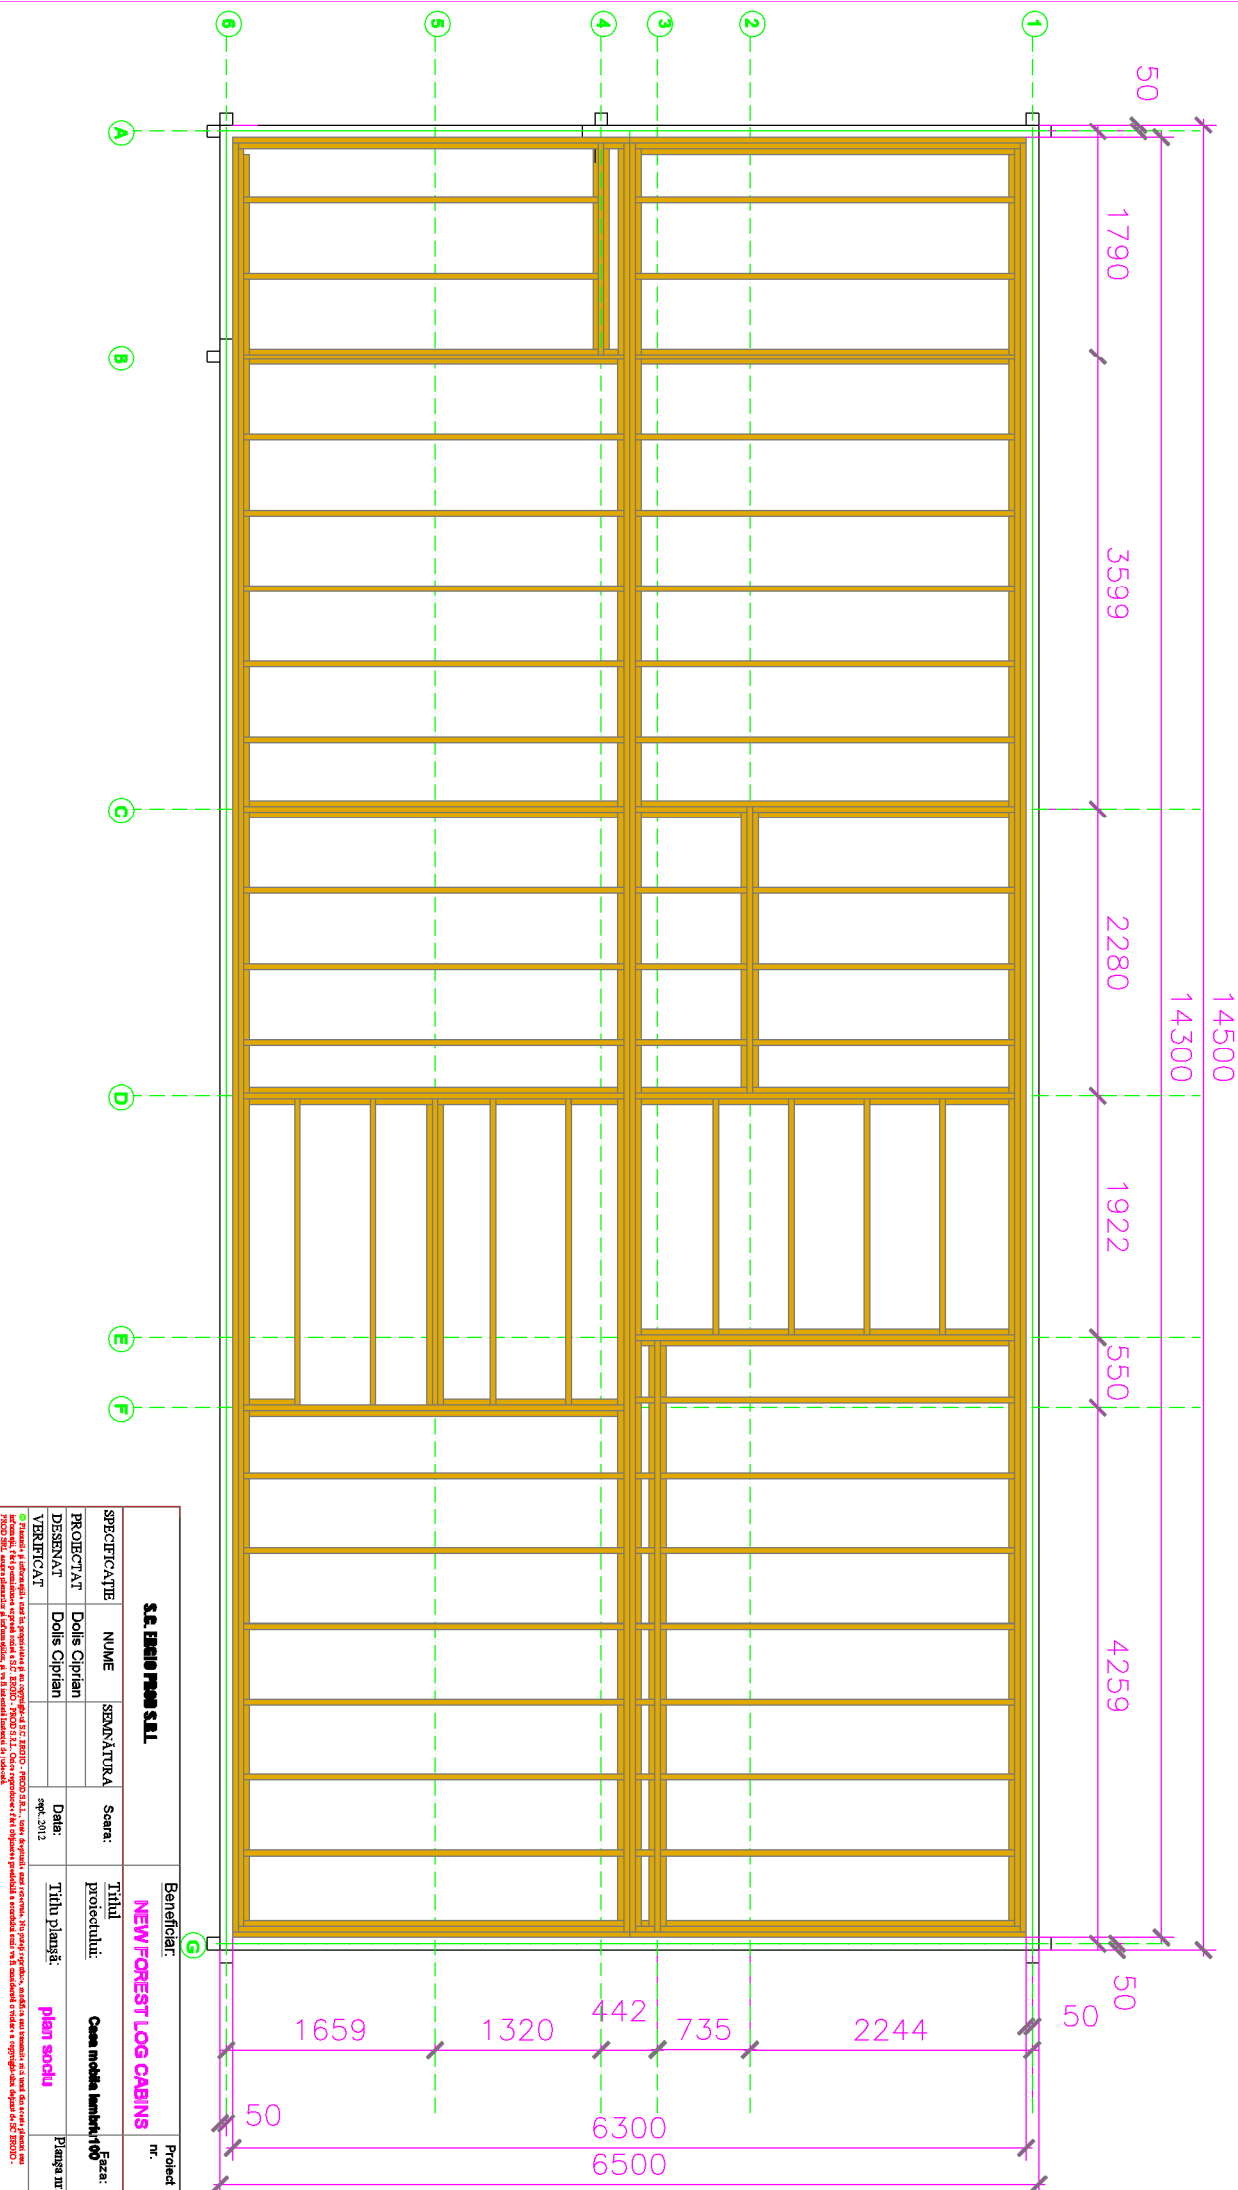 6
5
4
3
2
1
A
B
C
D
E
F
G
50
1790
3599
2280
1922
550
4259
50
14300
14500
50
2244
735
442
1320
1659
50
6300
6500
S.C. ERGIO PROD S.R.L
Beneficiar:
NEW FOREST LOG CABINS
Proiect
nr.
SPECIFICAŢIE
NUME
SEMNĂTURA
Scara:
Titlul
proiectului:
Casa mobila lambriu100
Faza:
PROIECTAT
Dolis Ciprian
DESENAT
Dolis Ciprian
Data:
sept.2012
Titlu planşă:
plan soclu
Planşa
VERIFICAT